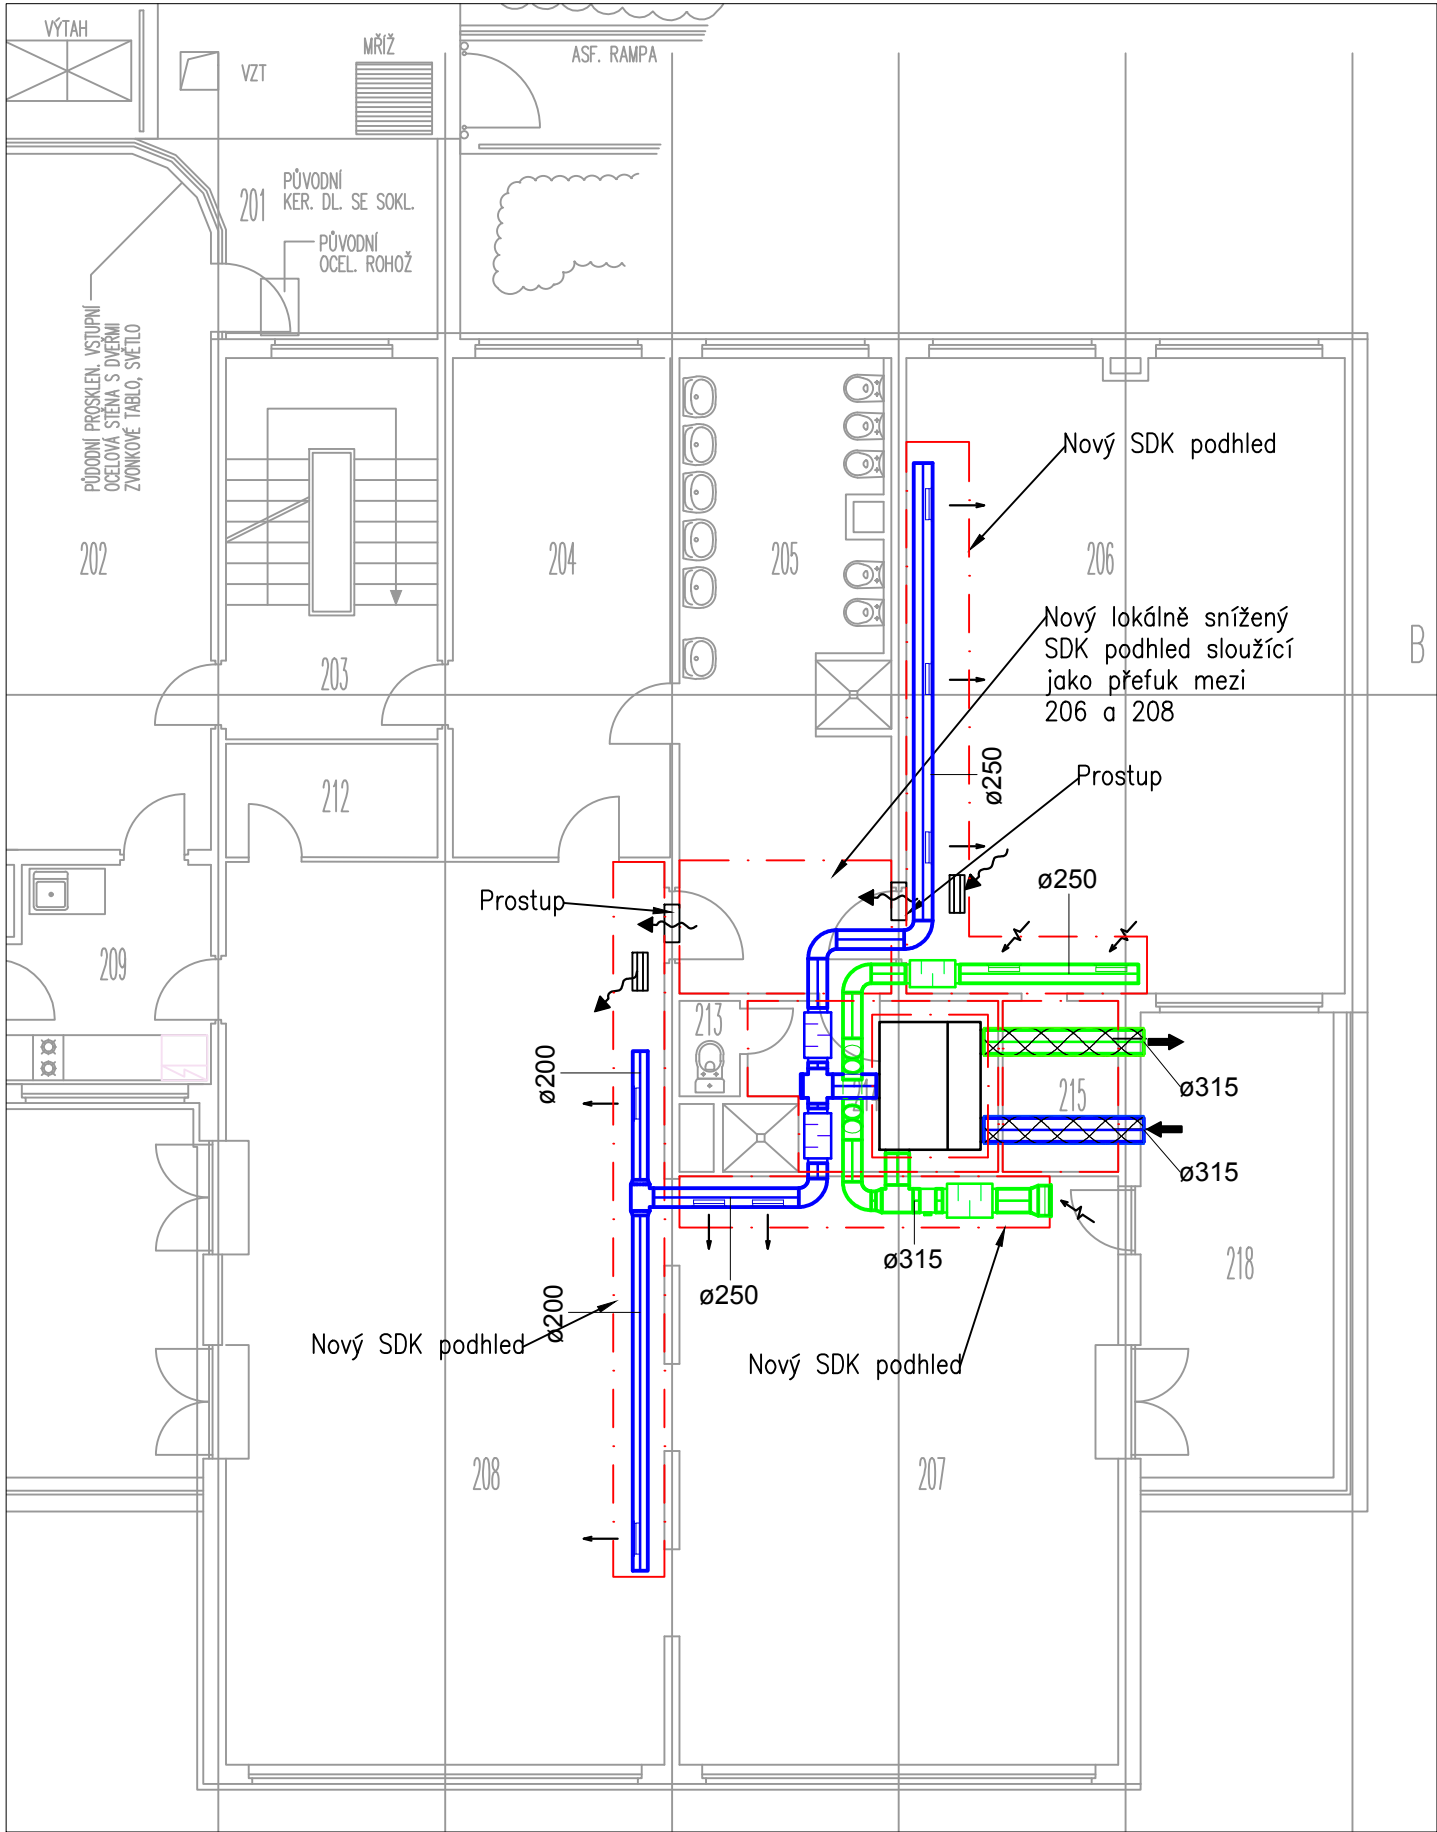 VÝTAH
VZT
MŘÍŽ
ASF. RAMPA
201
PŮVODNÍ
KER. DL. SE SOKL.
PŮVODNÍ
OCEL. ROHOŽ
PŮDODNÍ PROSKLEN. VSTUPNÍ
OCELOVÁ STĚNA S DVEŘMI
ZVONKOVÉ TABLO, SVĚTLO
Nový SDK podhled
202
204
205
206
Nový lokálně snížený
SDK podhled sloužící
jako přefuk mezi
206 a 208
B
203
212
ø250
Prostup
Prostup
ø250
209
213
215
ø200
ø315
ø315
ø315
218
ø250
ø200
Nový SDK podhled
Nový SDK podhled
208
207